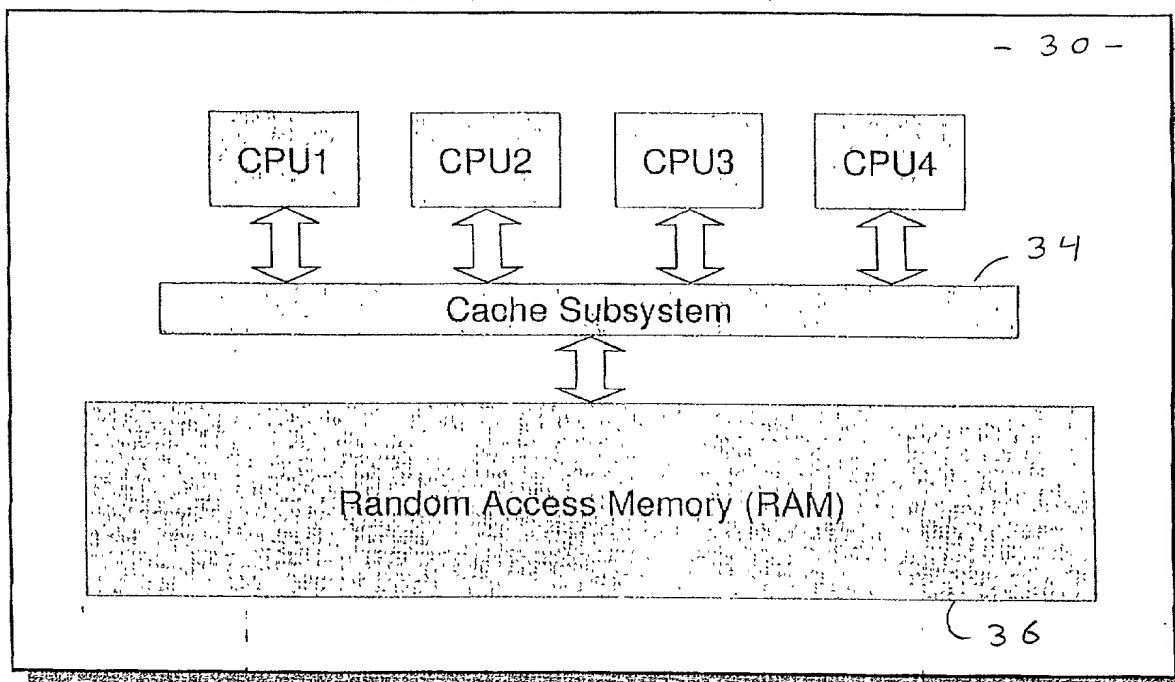 - 30 -
CPU1 CPU2 CPU3 CPU4
34
Cache Subsystem
Random Access Memory (RAM)
36